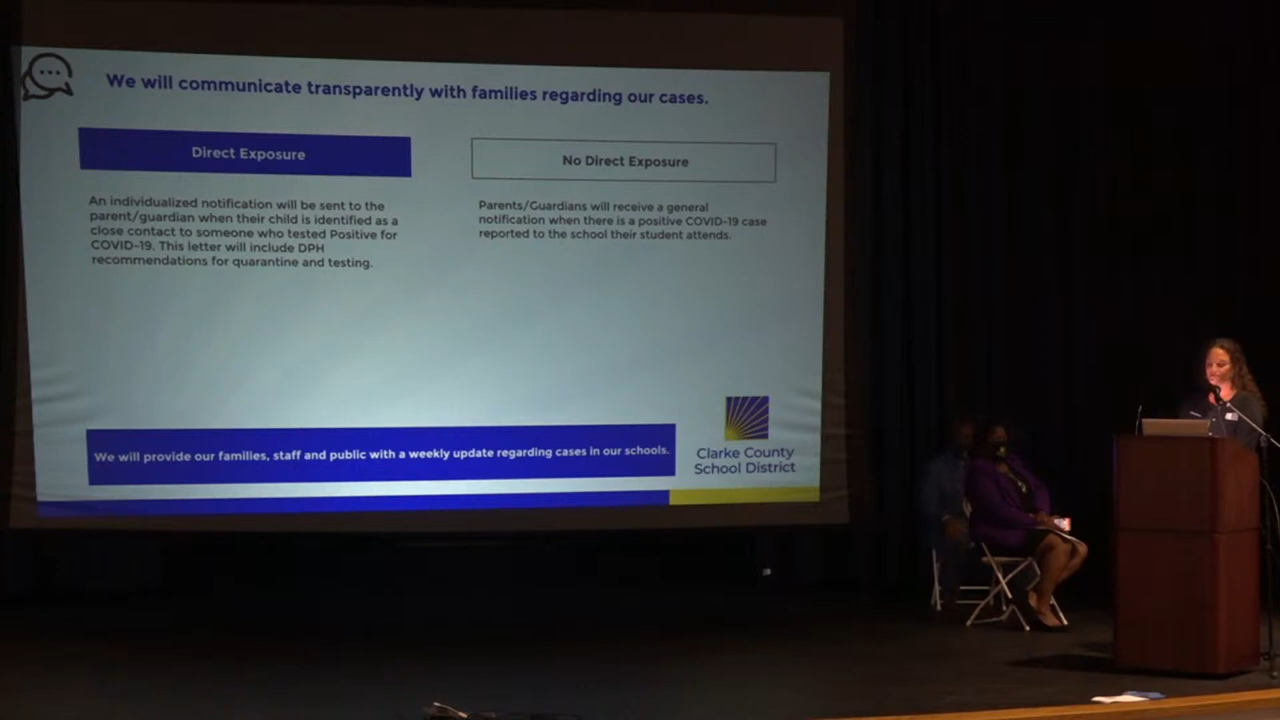 We will communicate transparently with families regarding our cases.
Direct Exposure
An individualized notification will be sent to the
parent/guardian when their child is identified as a
close contact to someone who tested Positive for
COVID-19. This letter will include DPH
recommendations for quarantine and testing.
No Direct Exposure
Parents/Guardians will receive a general
notification when there is a positive COVID-19 case
reported to the school their student attends.
We will provide our families, staff and public with a weekly update regarding cases in our schools.
Clarke County
School District